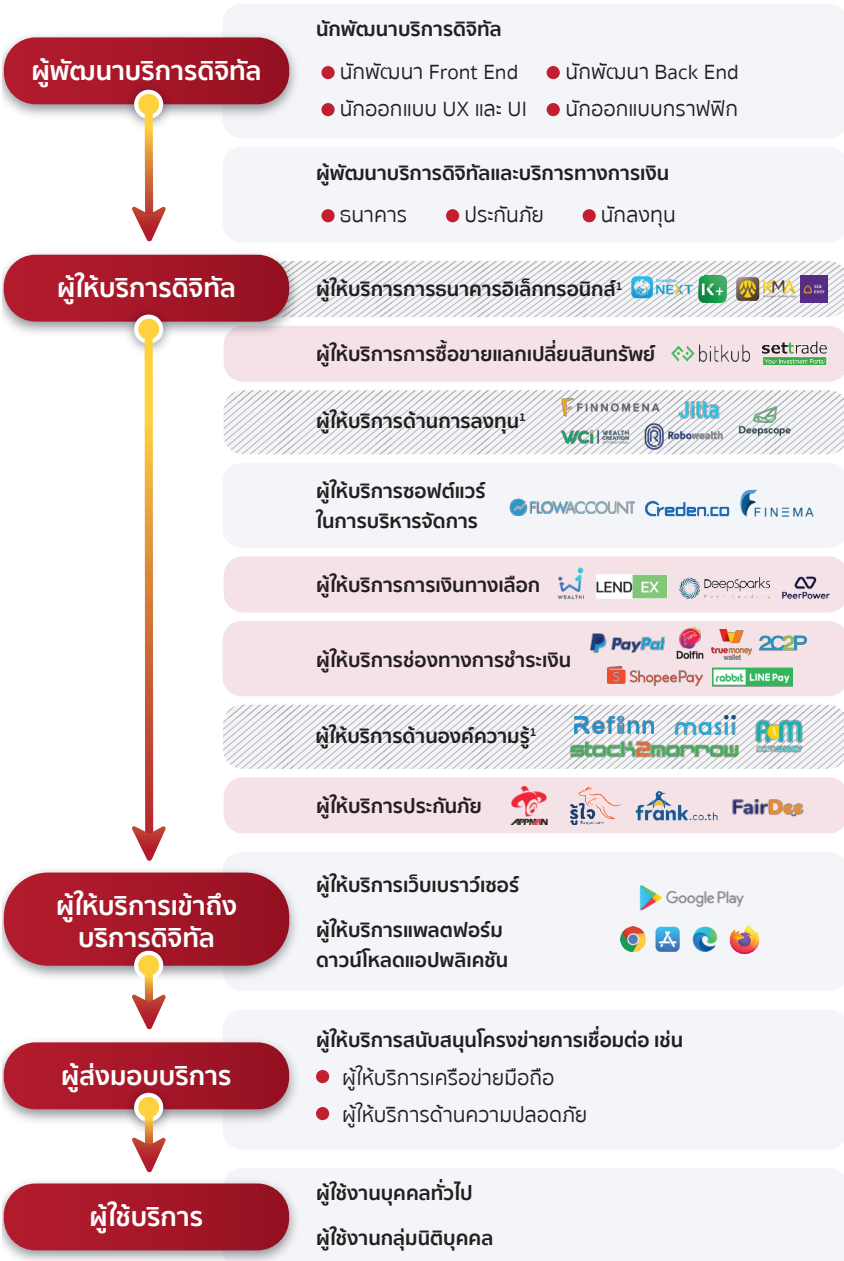 ผู้พัฒนาบริการดิจิทัล
นักพัฒนาบริการดิจิทัล
นักพัฒนา Front End
นักพัฒนา Back End
นักออกแบบ UX และ UI
นักออกแบบกราฟฟิก
ผู้พัฒนาบริการดิจิทัลและบริการทางการเงิน
ธนาคาร
ประกันภัย
นักลงทุน
ผู้ให้บริการดิจิทัล
ผู้ให้บริการการธนาคารอิเล็กทรอนิกส์¹
NEXT K+ KMA SCB EASY
ผู้ให้บริการการซื้อขายแลกเปลี่ยนสินทรัพย์
bitkub settrade
Your Investment Portal
ผู้ให้บริการด้านการลงทุน¹
FINNOMENA Jitta
WCI WEALTH CREATION Robowealth Deepscope
ผู้ให้บริการซอฟต์แวร์
ในการบริหารจัดการ
FLOWACCOUNT Creden.co FINEMA
ผู้ให้บริการการเงินทางเลือก
WEALTHI LEND EX DeepSparks PeerPower
ผู้ให้บริการช่องทางการชำระเงิน
PayPal Dolfin truemoney wallet 2C2P
ShopeePay rabbit LINE Pay
ผู้ให้บริการด้านองค์ความรู้¹
Refinn masii
stock2morrow
ผู้ให้บริการประกันภัย
APPMAN รู้ใจ frank.co.th FairDee
ผู้ให้บริการเข้าถึง
บริการดิจิทัล
ผู้ให้บริการเว็บเบราว์เซอร์
Google Play
ผู้ให้บริการแพลตฟอร์ม
ดาวน์โหลดแอปพลิเคชัน
ผู้ส่งมอบบริการ
ผู้ให้บริการสนับสนุนโครงข่ายการเชื่อมต่อ เช่น
ผู้ให้บริการเครือข่ายมือถือ
ผู้ให้บริการด้านความปลอดภัย
ผู้ใช้บริการ
ผู้ใช้งานบุคคลทั่วไป
ผู้ใช้งานกลุ่มนิติบุคคล